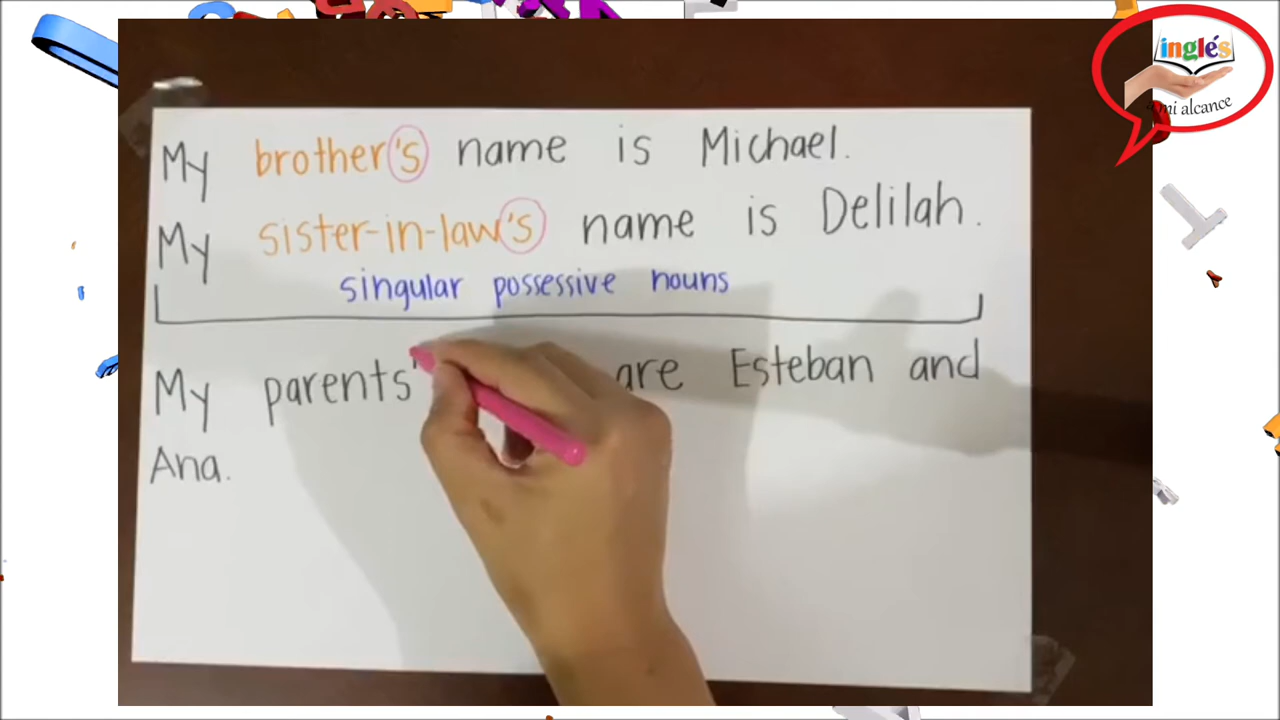 inglés
a mi alcance
My brother's name is Michael.
My sister-in-law's name is Delilah.
singular possessive nouns
My parents' are Esteban and
Ana.